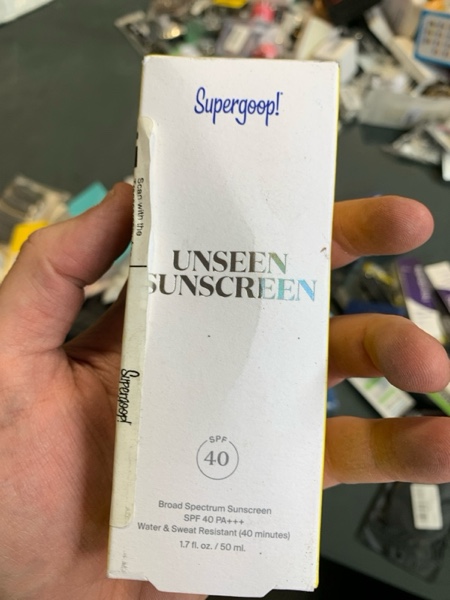 Supergoop!
UNSEEN
SUNSCREEN
SPF
40
Broad Spectrum Sunscreen
SPF 40 PA+++
Water & Sweat Resistant (40 minutes)
1.7 fl. oz. / 50 ml.
Scan with the
Supergoop!